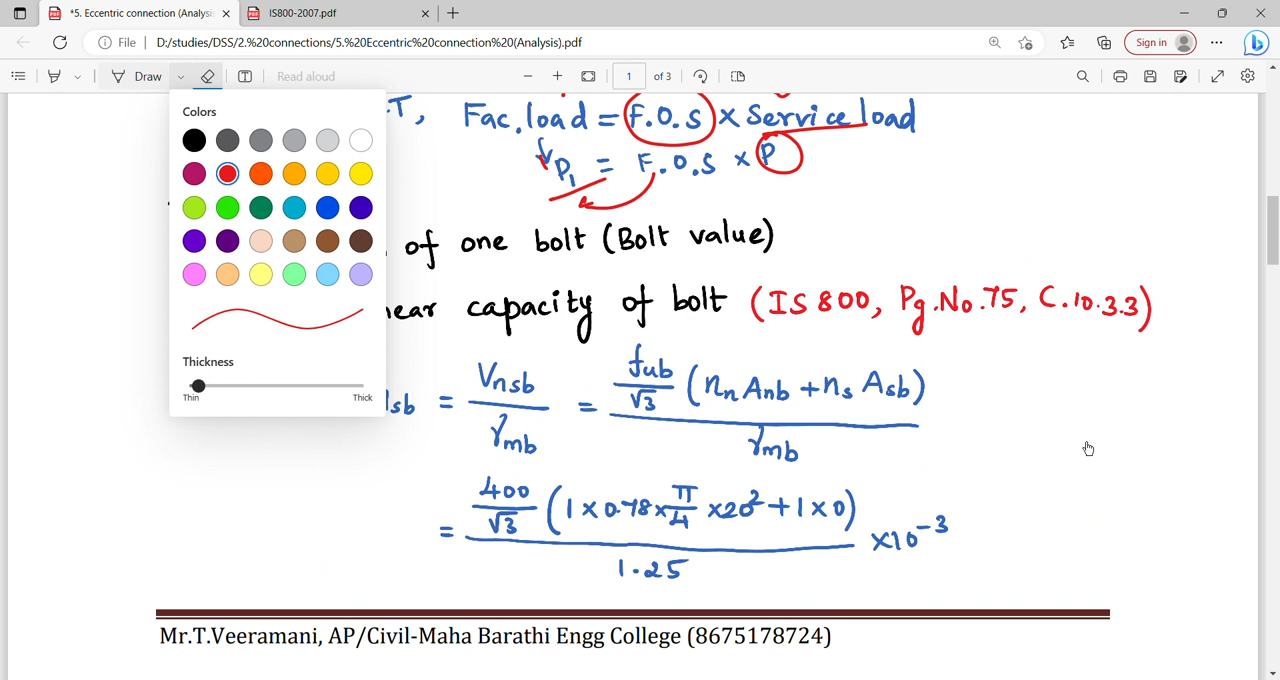 *5. Eccentric connection (Analysi
IS800-2007.pdf
File D:/studies/DSS/2.%20connections/5.%20Eccentric%20connection%20(Analysis).pdf
Sign in
Draw
Read aloud
1 of 3
Colors
Thickness
Thin Thick
T, Fac. load = F.O.S x Service load
P1 = F.O.S x P
of one bolt (Bolt value)
hear capacity of bolt (IS 800, Pg.No.75, C.10.3.3)
sb = Vnsb / γmb = fub/√3 (nn Anb + ns Asb) / γmb
= 400/√3 (1 x 0.78 x π/4 x 20² + 1 x 0) / 1.25 x 10⁻³
Mr.T.Veeramani, AP/Civil-Maha Barathi Engg College (8675178724)